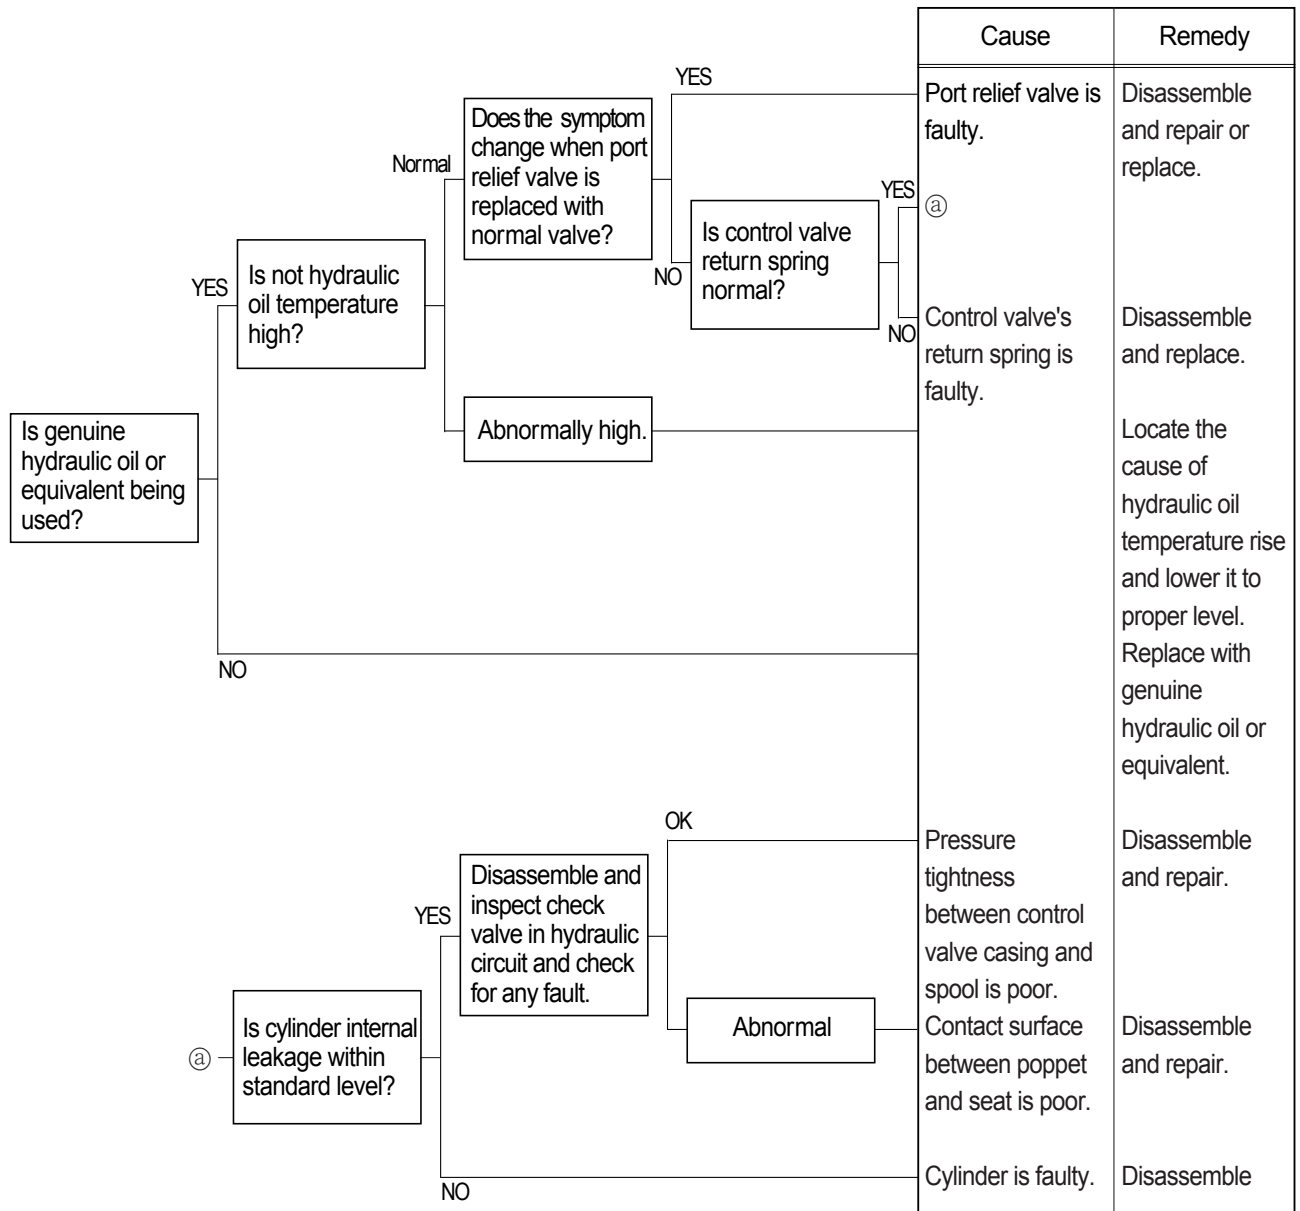 Cause
Remedy
YES
Port relief valve is
faulty.
Disassemble
and repair or
replace.
Does the symptom
change when port
relief valve is
replaced with
normal valve?
Normal
YES
ⓐ
Is control valve
return spring
normal?
NO
Is not hydraulic
oil temperature
high?
YES
NO
Control valve's
return spring is
faulty.
Disassemble
and replace.
Abnormally high.
Is genuine
hydraulic oil or
equivalent being
used?
Locate the
cause of
hydraulic oil
temperature rise
and lower it to
proper level.
NO
Replace with
genuine
hydraulic oil or
equivalent.
OK
Pressure
tightness
between control
valve casing and
spool is poor.
Disassemble
and repair.
Disassemble and
inspect check
valve in hydraulic
circuit and check
for any fault.
YES
Abnormal
Contact surface
between poppet
and seat is poor.
Disassemble
and repair.
ⓐ
Is cylinder internal
leakage within
standard level?
NO
Cylinder is faulty.
Disassemble